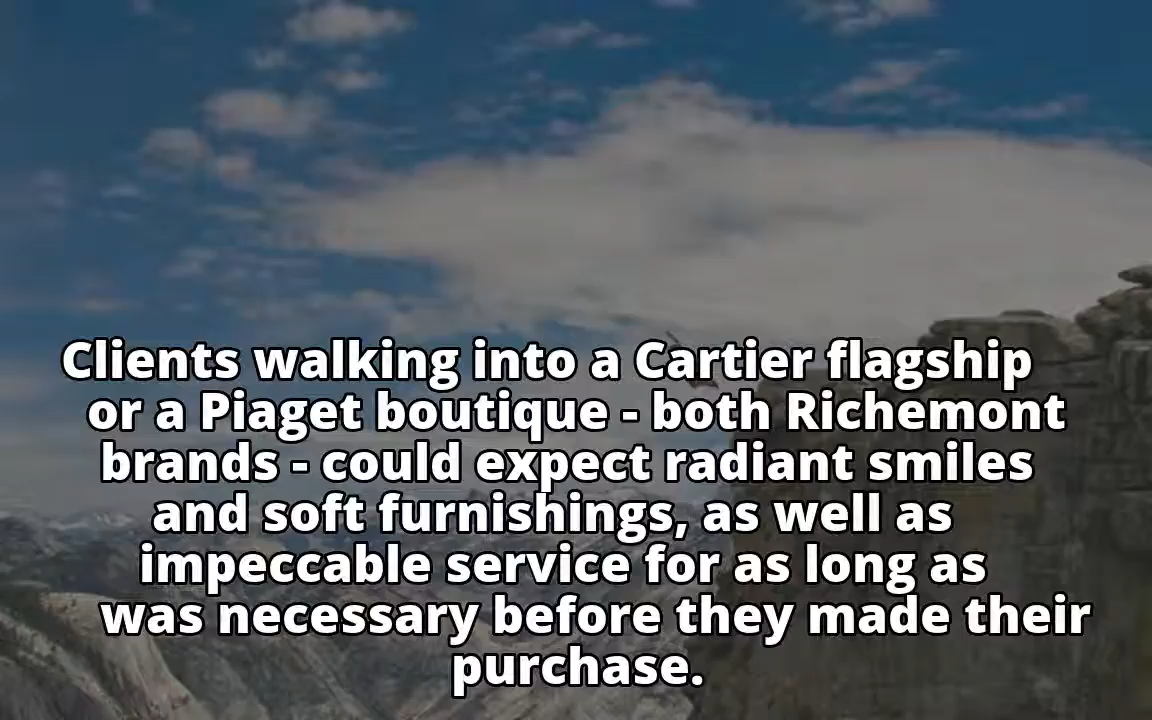 Clients walking into a Cartier flagship
or a Piaget boutique - both Richemont
brands - could expect radiant smiles
and soft furnishings, as well as
impeccable service for as long as
was necessary before they made their
purchase.